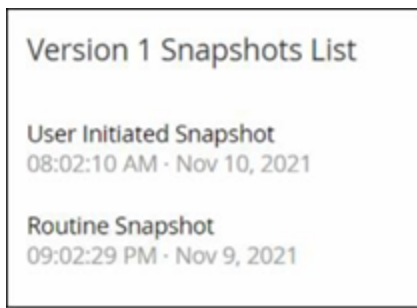 Version 1 Snapshots List
User Initiated Snapshot
08:02:10 AM · Nov 10, 2021
Routine Snapshot
09:02:29 PM · Nov 9, 2021